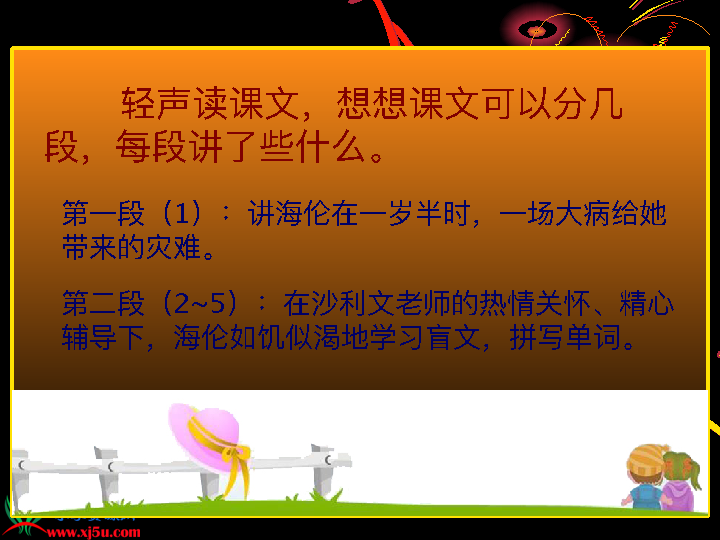 轻声读课文，想想课文可以分几
段，每段讲了些什么。
第一段（1）：讲海伦在一岁半时，一场大病给她
带来的灾难。
第二段（2~5）：在沙利文老师的热情关怀、精心
辅导下，海伦如饥似渴地学习盲文，拼写单词。
www.xj5u.com